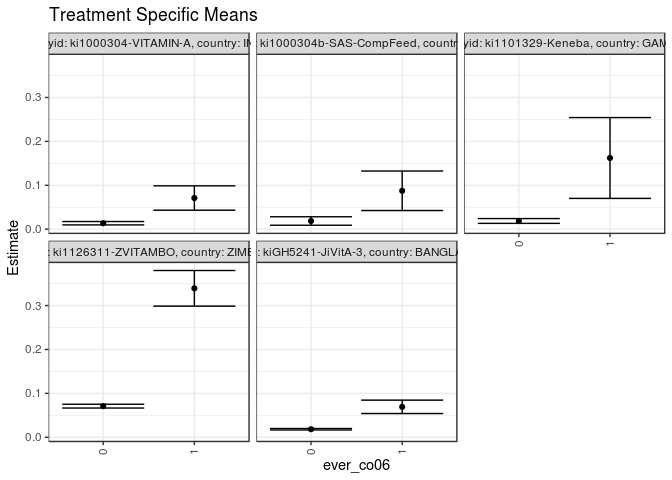 Treatment Specific Means
yid: ki1000304-VITAMIN-A, country: IN
ki1000304b-SAS-CompFeed, countr
yid: ki1101329-Keneba, country: GAM
0.3
0.2
0.1
0.0
0
1
Estimate
: ki1126311-ZVITAMBO, country: ZIMB
: kiGH5241-JiVitA-3, country: BANGLA
0.3
0.2
0.1
0.0
0
1
0
1
ever_co06